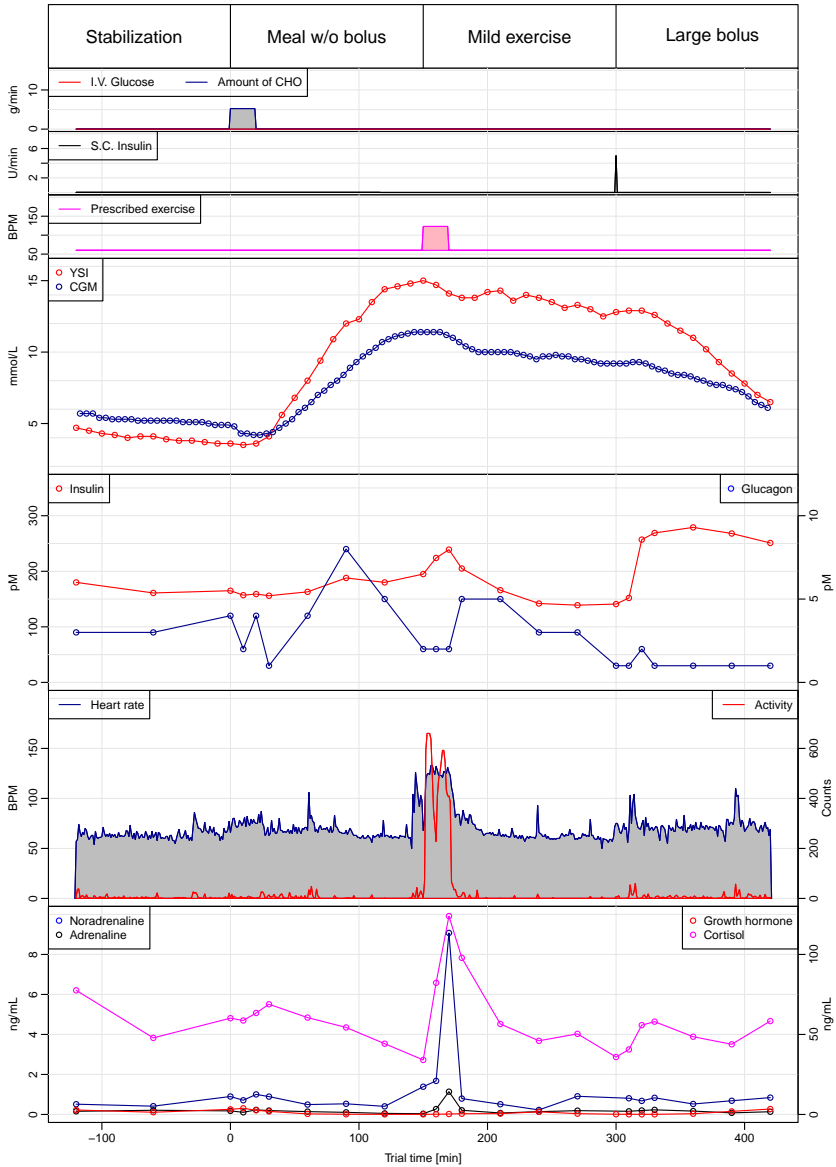 Stabilization Meal w/o bolus Mild exercise Large bolus
I.V. Glucose Amount of CHO
g/min
10
0
S.C. Insulin
U/min
6
2
Prescribed exercise
BPM
150
50
YSI
CGM
mmol/L
15
10
5
Insulin Glucagon
pM
300
200
100
0
10
5
0
pM
Heart rate Activity
BPM
150
100
50
0
600
400
200
0
Counts
Noradrenaline Growth hormone
Adrenaline Cortisol
ng/mL
8
6
4
2
0
100
50
0
ng/mL
−100 0 100 200 300 400
Trial time [min]